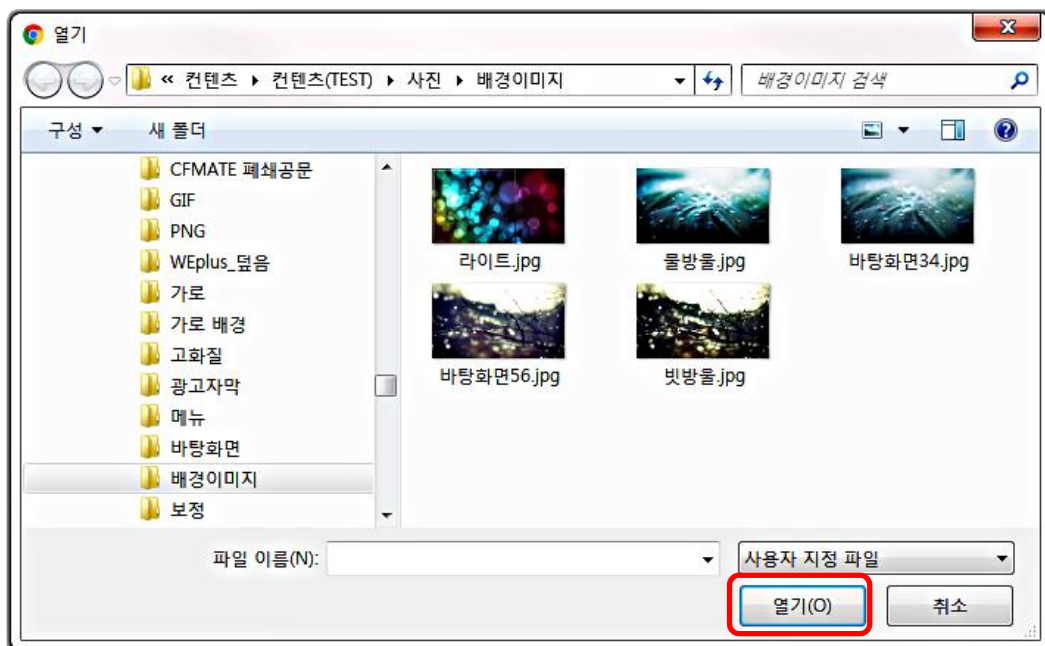 열기
« 컨텐츠 ▸ 컨텐츠(TEST) ▸ 사진 ▸ 배경이미지
배경이미지 검색
구성 새 폴더
CFMATE 폐쇄공문
GIF
PNG
WEplus_덮음
가로
가로 배경
고화질
광고자막
메뉴
바탕화면
배경이미지
보정
라이트.jpg
물방울.jpg
바탕화면34.jpg
바탕화면56.jpg
빗방울.jpg
파일 이름(N):
사용자 지정 파일
열기(O)
취소